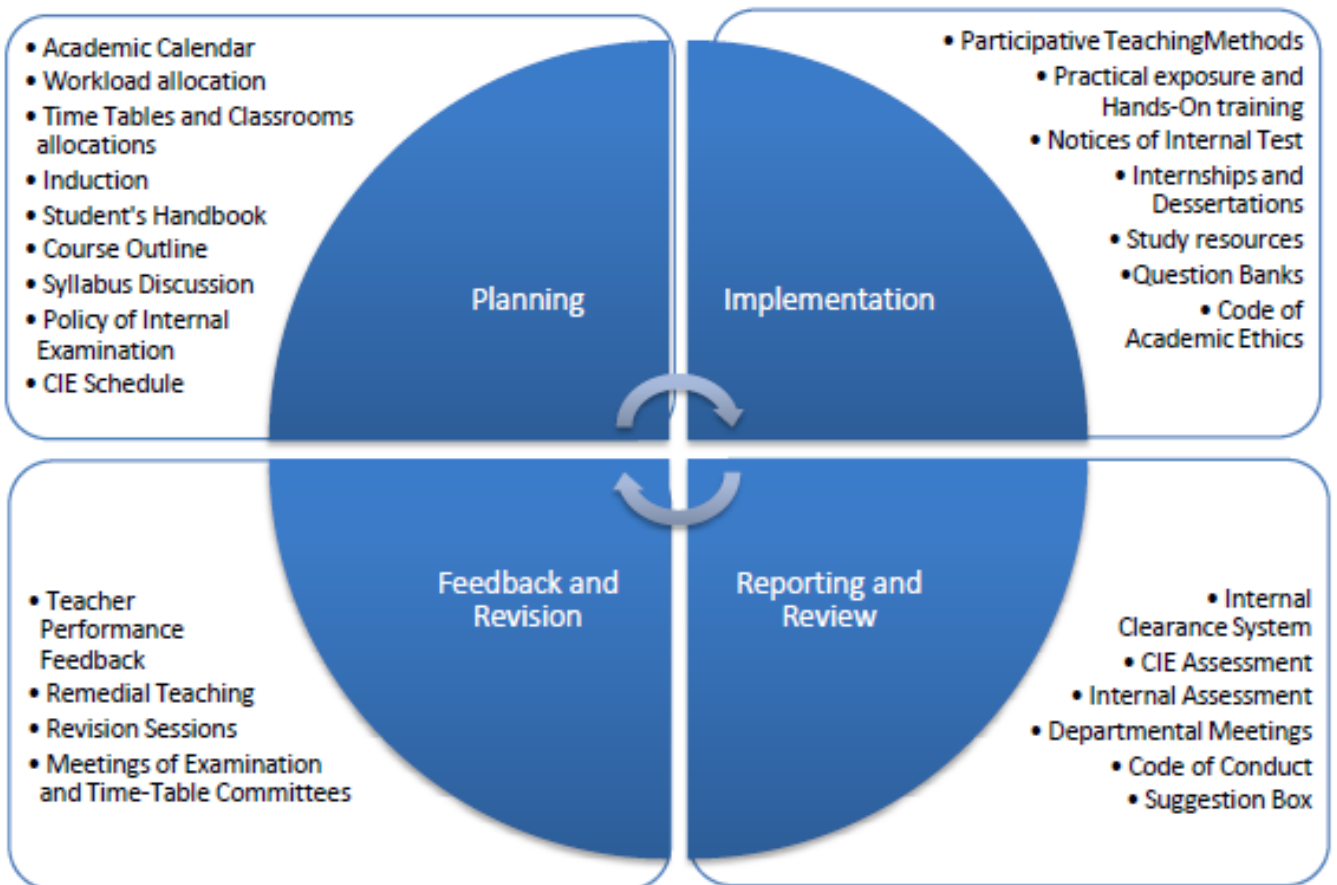 • Academic Calendar
• Workload allocation
• Time Tables and Classrooms
allocations
• Induction
• Student's Handbook
• Course Outline
• Syllabus Discussion
• Policy of Internal
Examination
• CIE Schedule
Planning
• Participative TeachingMethods
• Practical exposure and
Hands-On training
• Notices of Internal Test
• Internships and
Dessertations
• Study resources
•Question Banks
• Code of
Academic Ethics
Implementation
• Teacher
Performance
Feedback
• Remedial Teaching
• Revision Sessions
• Meetings of Examination
and Time-Table Committees
Feedback and
Revision
Reporting and
Review
• Internal
Clearance System
• CIE Assessment
• Internal Assessment
• Departmental Meetings
• Code of Conduct
• Suggestion Box